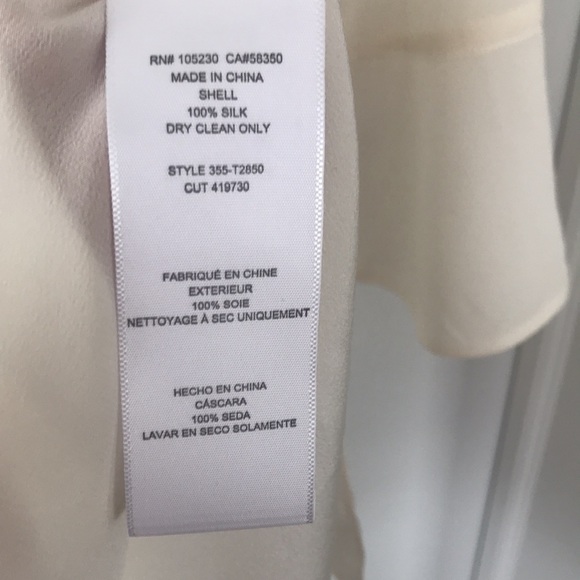 RN# 105230 CA#58350
MADE IN CHINA
SHELL
100% SILK
DRY CLEAN ONLY
STYLE 355-T2850
CUT 419730
FABRIQUÉ EN CHINE
EXTERIEUR
100% SOIE
NETTOYAGE À SEC UNIQUEMENT
HECHO EN CHINA
CÁSCARA
100% SEDA
LAVAR EN SECO SOLAMENTE